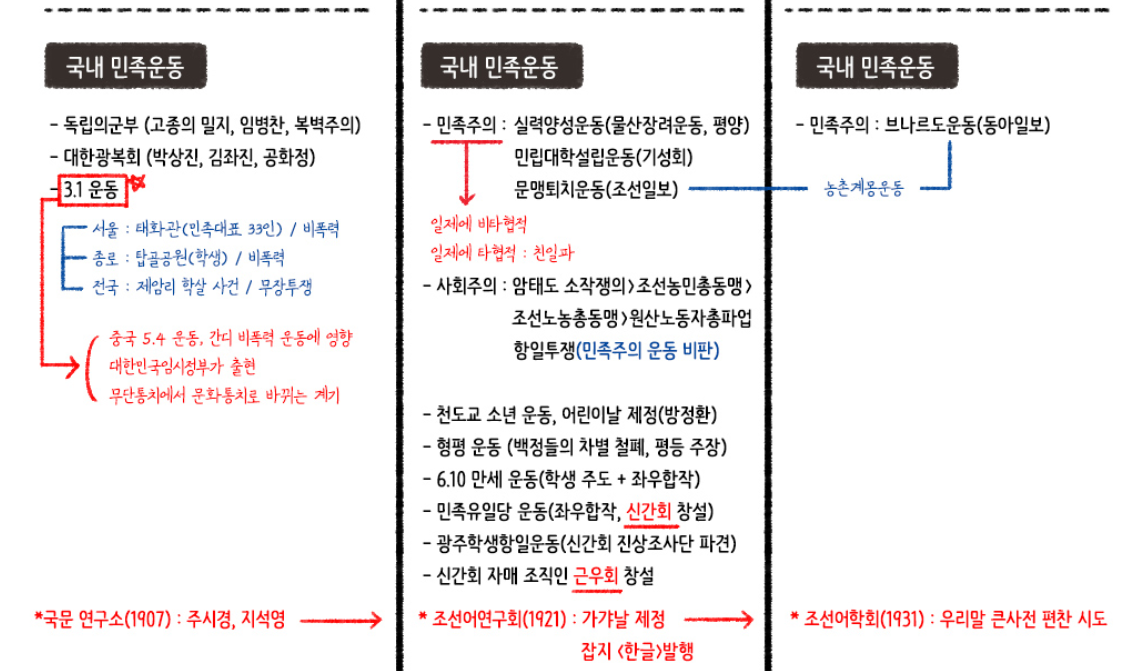 국내 민족운동
- 독립의군부 (고종의 밀지, 임병찬, 복벽주의)
- 대한광복회 (박상진, 김좌진, 공화정)
- 3.1 운동
서울 : 태화관(민족대표 33인) / 비폭력
종로 : 탑골공원(학생) / 비폭력
전국 : 제암리 학살 사건 / 무장투쟁
중국 5.4 운동, 간디 비폭력 운동에 영향
대한민국임시정부가 출현
무단통치에서 문화통치로 바뀌는 계기
*국문 연구소(1907) : 주시경, 지석영
국내 민족운동
- 민족주의 : 실력양성운동(물산장려운동, 평양)
민립대학설립운동(기성회)
문맹퇴치운동(조선일보)
일제에 비타협적
일제에 타협적 : 친일파
- 사회주의 : 암태도 소작쟁의>조선농민총동맹>
조선노농총동맹>원산노동자총파업
항일투쟁(민족주의 운동 비판)
- 천도교 소년 운동, 어린이날 제정(방정환)
- 형평 운동 (백정들의 차별 철폐, 평등 주장)
- 6.10 만세 운동(학생 주도 + 좌우합작)
- 민족유일당 운동(좌우합작, 신간회 창설)
- 광주학생항일운동(신간회 진상조사단 파견)
- 신간회 자매 조직인 근우회 창설
* 조선어연구회(1921) : 가갸날 제정
잡지 <한글>발행
국내 민족운동
- 민족주의 : 브나르도운동(동아일보)
농촌계몽운동
* 조선어학회(1931) : 우리말 큰사전 편찬 시도